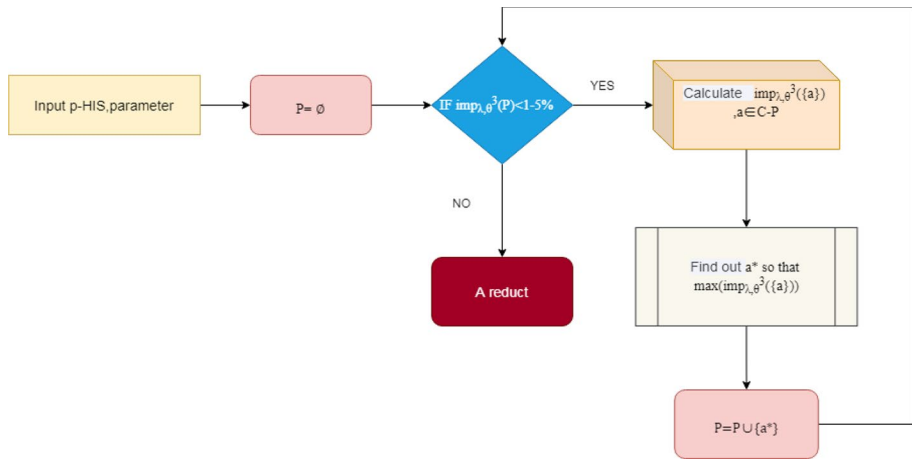 Input p-HIS,parameter
P= ∅
IF imp_{λ,θ}^3(P)<1-5%
YES
Calculate imp_{λ,θ}^3({a})
,a∈C-P
NO
A reduct
Find out a* so that
max(imp_{λ,θ}^3({a}))
P=P∪{a*}